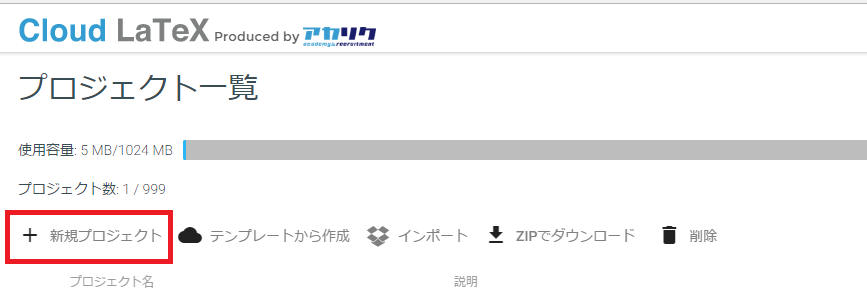 Cloud LaTeX Produced by アカリク
academy&recruitment
プロジェクト一覧
使用容量: 5 MB/1024 MB
プロジェクト数: 1 / 999
+ 新規プロジェクト テンプレートから作成 インポート ZIPでダウンロード 削除
プロジェクト名 説明